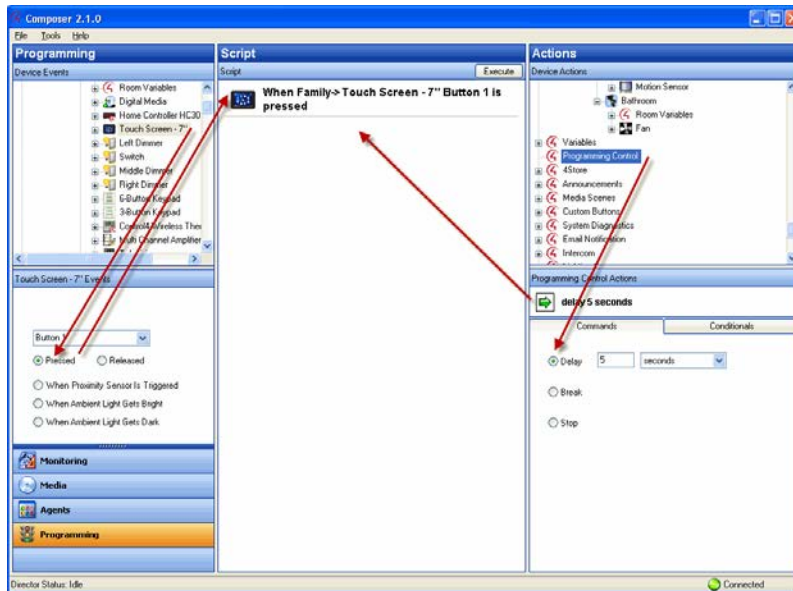 Composer 2.1.0
File Tools Help
Programming
Device Events
Room Variables
Digital Media
Home Controller HC30
Touch Screen - 7"
Left Dimmer
Switch
Middle Dimmer
Right Dimmer
6-Button Keypad
3-Button Keypad
Control4 Wireless Ther
Multi Channel Amplifier
Touch Screen - 7" Events
Button 1
Pressed Released
When Proximity Sensor Is Triggered
When Ambient Light Gets Bright
When Ambient Light Gets Dark
Monitoring
Media
Agents
Programming
Director Status: Idle
Script
Script Execute
When Family->Touch Screen - 7" Button 1 is
pressed
Actions
Device Actions
Motion Sensor
Bathroom
Room Variables
Fan
Variables
Programming Control
4Store
Announcements
Media Scenes
Custom Buttons
System Diagnostics
Email Notification
Intercom
Programming Control Actions
delay 5 seconds
Commands Conditionals
Delay 5 seconds
Break
Stop
Connected